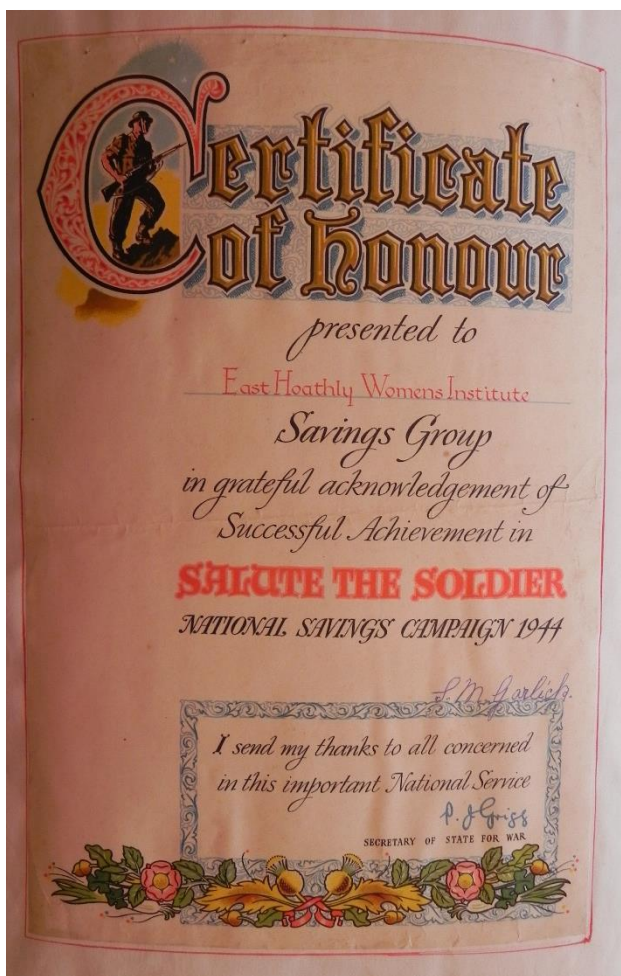 Certificate
of Honour
presented to
East Hoathly Womens Institute
Savings Group
in grateful acknowledgement of
Successful Achievement in
SALUTE THE SOLDIER
NATIONAL SAVINGS CAMPAIGN 1944
S. M. Garlick.
I send my thanks to all concerned
in this important National Service
P. J. Grigg
SECRETARY OF STATE FOR WAR